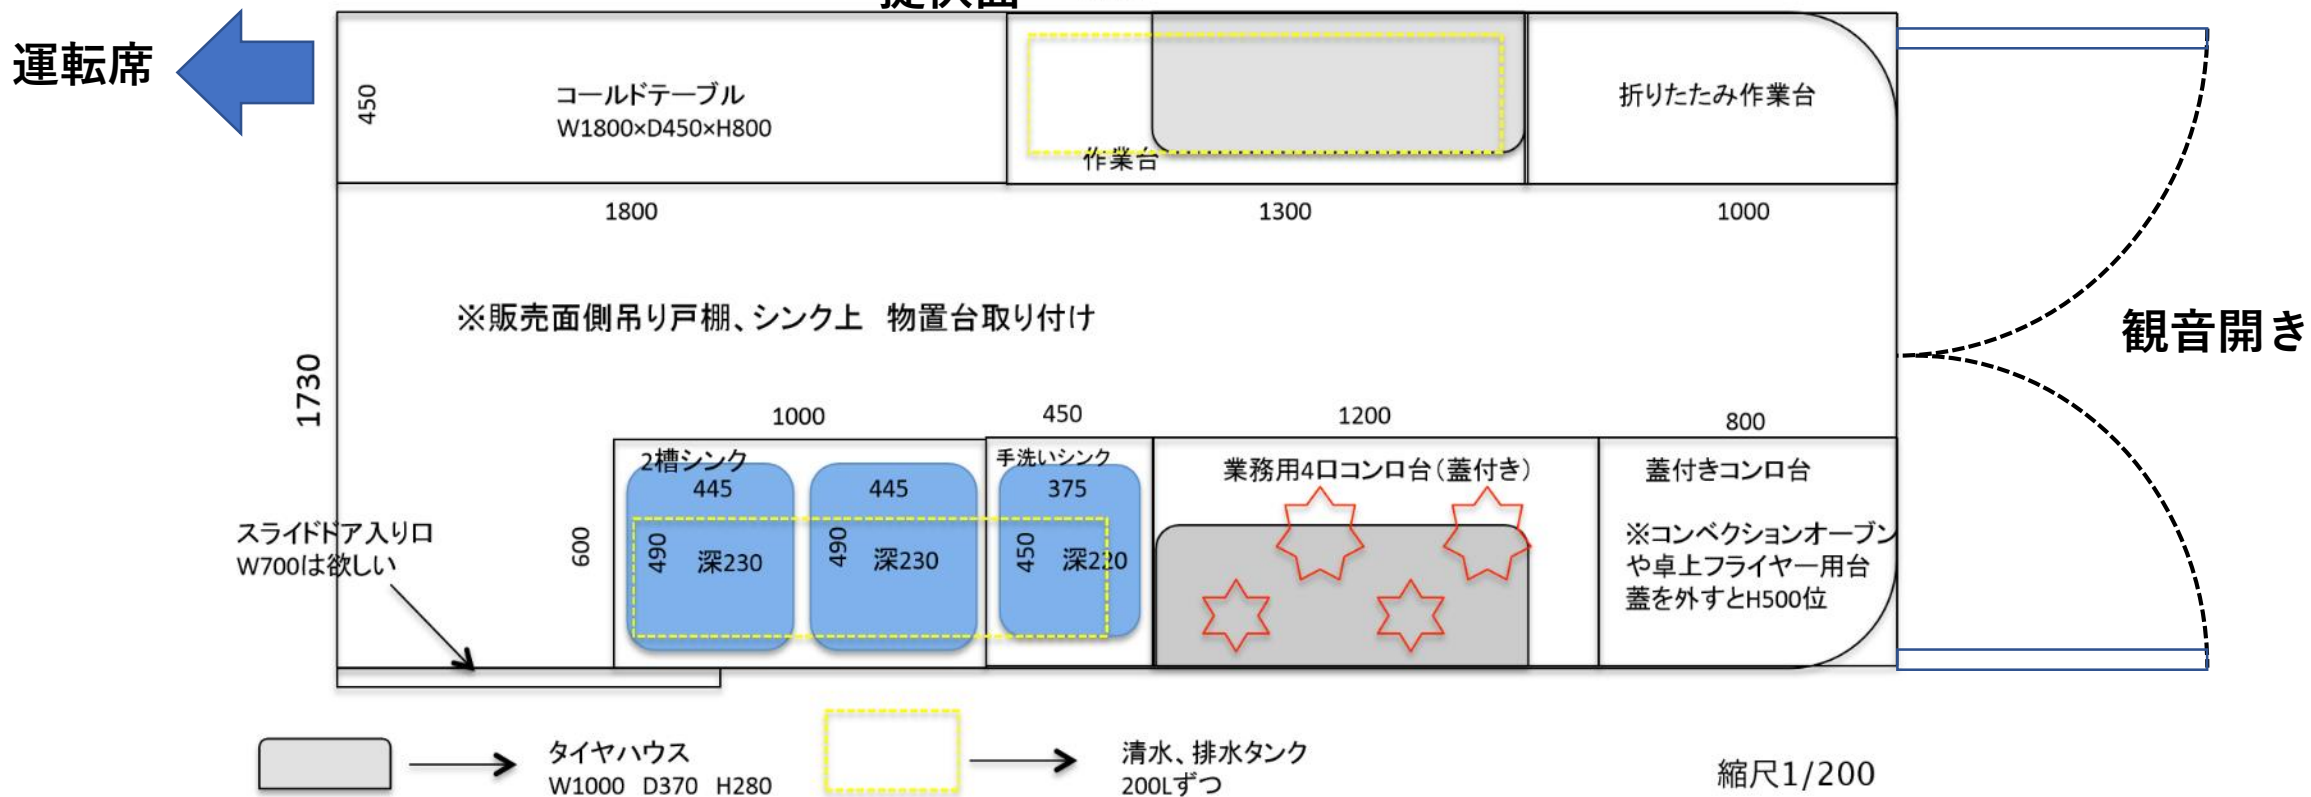 提供面
運転席
450
コールドテーブル
W1800×D450×H800
作業台
折りたたみ作業台
1800
1300
1000
※販売面側吊り戸棚、シンク上　物置台取り付け
観音開き
1730
1000
450
1200
800
2槽シンク
手洗いシンク
業務用4口コンロ台（蓋付き）
蓋付きコンロ台
445
445
375
スライドドア入り口
W700は欲しい
600
490
深230
490
深230
450
深220
※コンベクションオーブン
や卓上フライヤー用台
蓋を外すとH500位
タイヤハウス
W1000　D370　H280
清水、排水タンク
200Lずつ
縮尺1/200